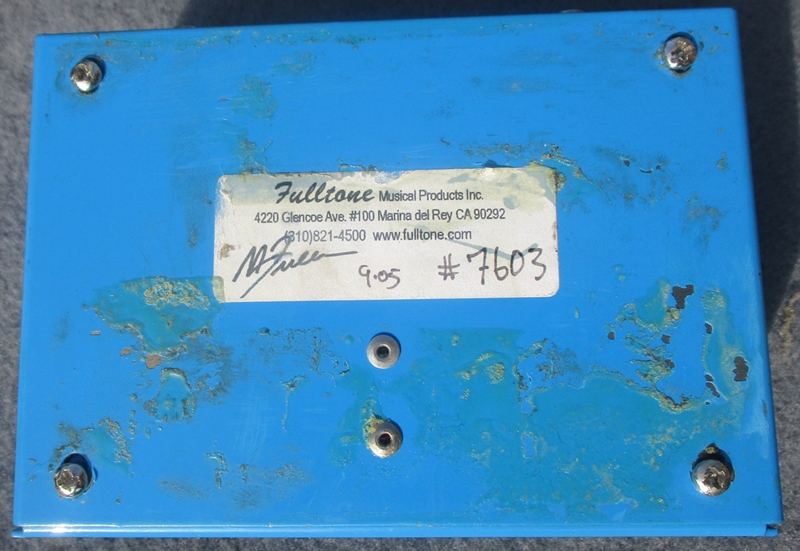 Fulltone Musical Products Inc.
4220 Glencoe Ave. #100 Marina del Rey CA 90292
(310)821-4500 www.fulltone.com
M Fuller 9.05 #7603